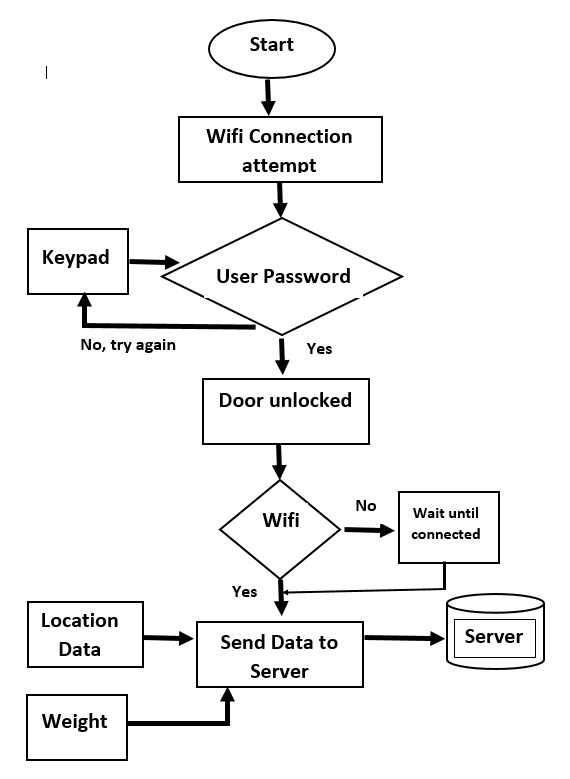 Start
Wifi Connection
attempt
Keypad
User Password
No, try again
Yes
Door unlocked
Wifi
No
Wait until
connected
Yes
Location
Data
Send Data to
Server
Server
Weight